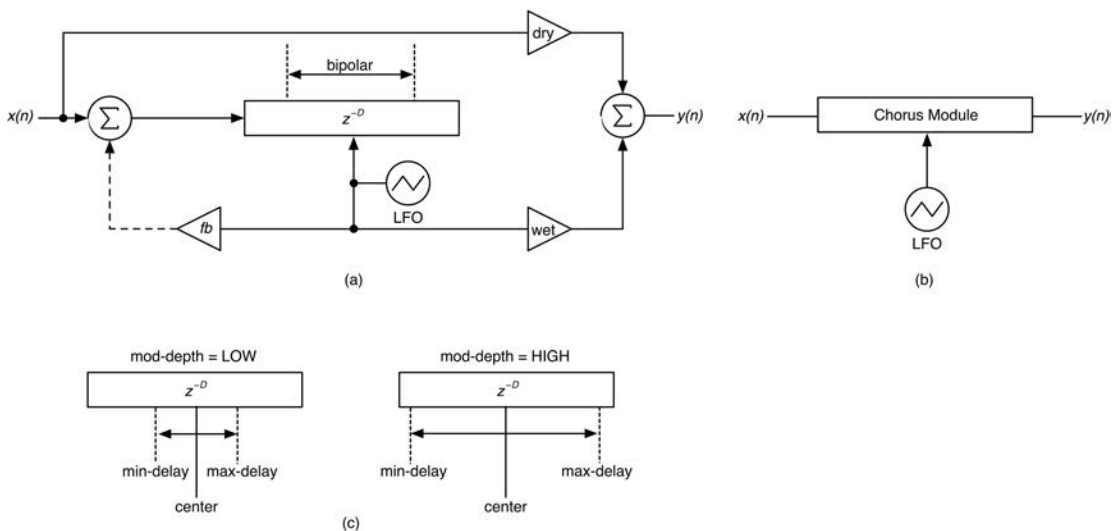 dry
bipolar
x(n)
Σ
z^-D
Σ
y(n)
LFO
fb
wet
(a)
x(n)
Chorus Module
y(n)
LFO
(b)
mod-depth = LOW
z^-D
min-delay
max-delay
center
mod-depth = HIGH
z^-D
min-delay
max-delay
center
(c)